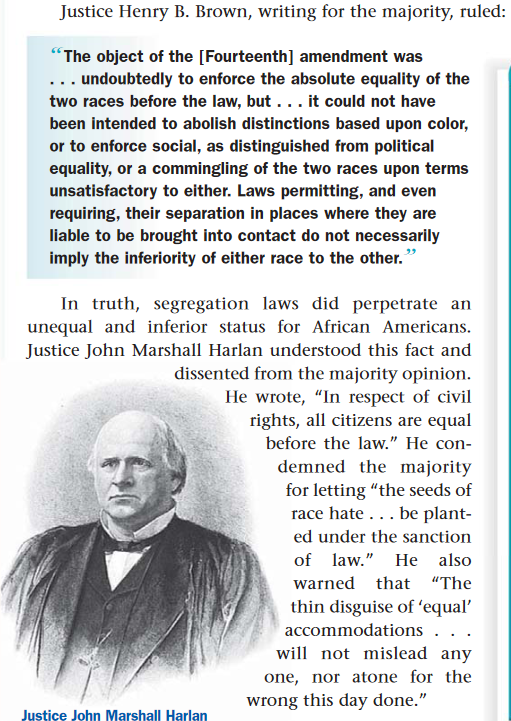 Justice Henry B. Brown, writing for the majority, ruled:
“The object of the [Fourteenth] amendment was
. . . undoubtedly to enforce the absolute equality of the
two races before the law, but . . . it could not have
been intended to abolish distinctions based upon color,
or to enforce social, as distinguished from political
equality, or a commingling of the two races upon terms
unsatisfactory to either. Laws permitting, and even
requiring, their separation in places where they are
liable to be brought into contact do not necessarily
imply the inferiority of either race to the other.”
In truth, segregation laws did perpetrate an
unequal and inferior status for African Americans.
Justice John Marshall Harlan understood this fact and
dissented from the majority opinion.
He wrote, “In respect of civil
rights, all citizens are equal
before the law.” He con-
demned the majority
for letting “the seeds of
race hate . . . be plant-
ed under the sanction
of law.” He also
warned that “The
thin disguise of ‘equal’
accommodations . . .
will not mislead any
one, nor atone for the
wrong this day done.”
Justice John Marshall Harlan